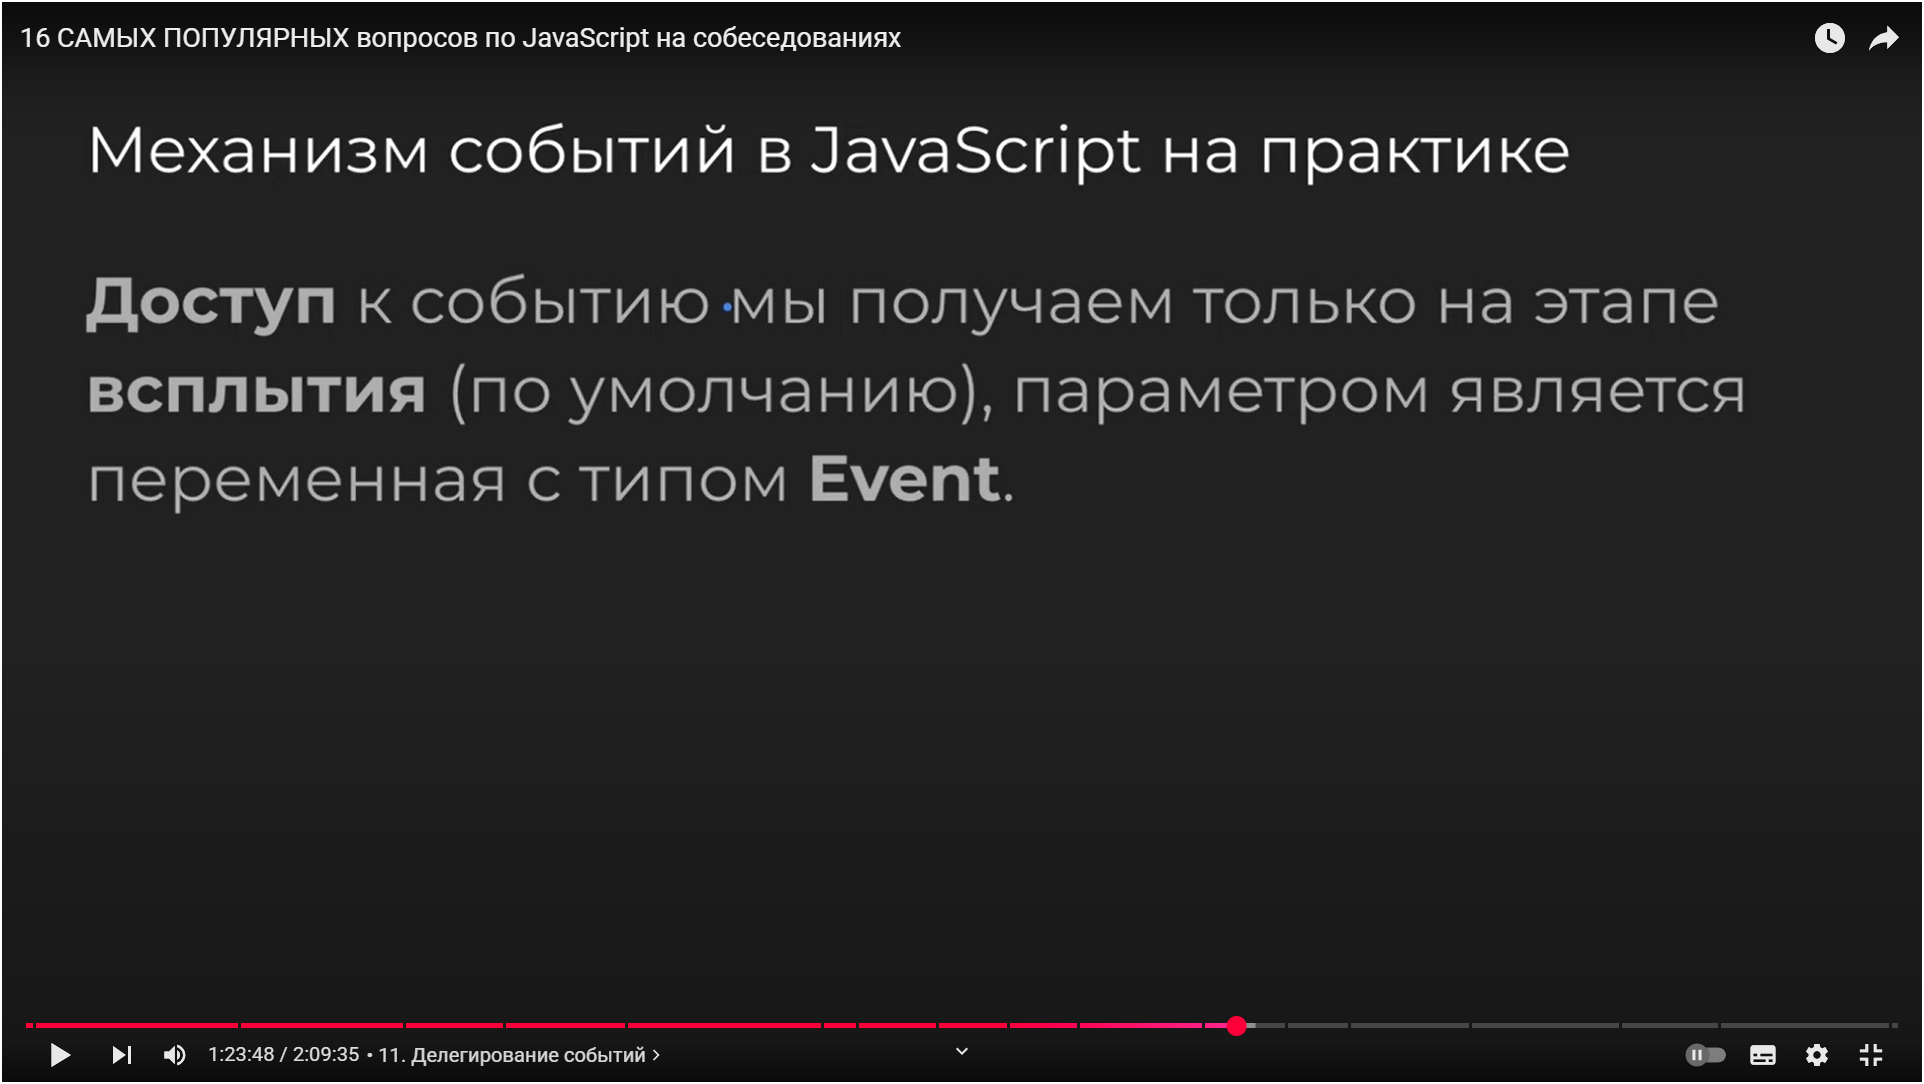 16 САМЫХ ПОПУЛЯРНЫХ вопросов по JavaScript на собеседованиях
Механизм событий в JavaScript на практике
Доступ к событию мы получаем только на этапе
всплытия (по умолчанию), параметром является
переменная с типом Event.
1:23:48 / 2:09:35 • 11. Делегирование событий